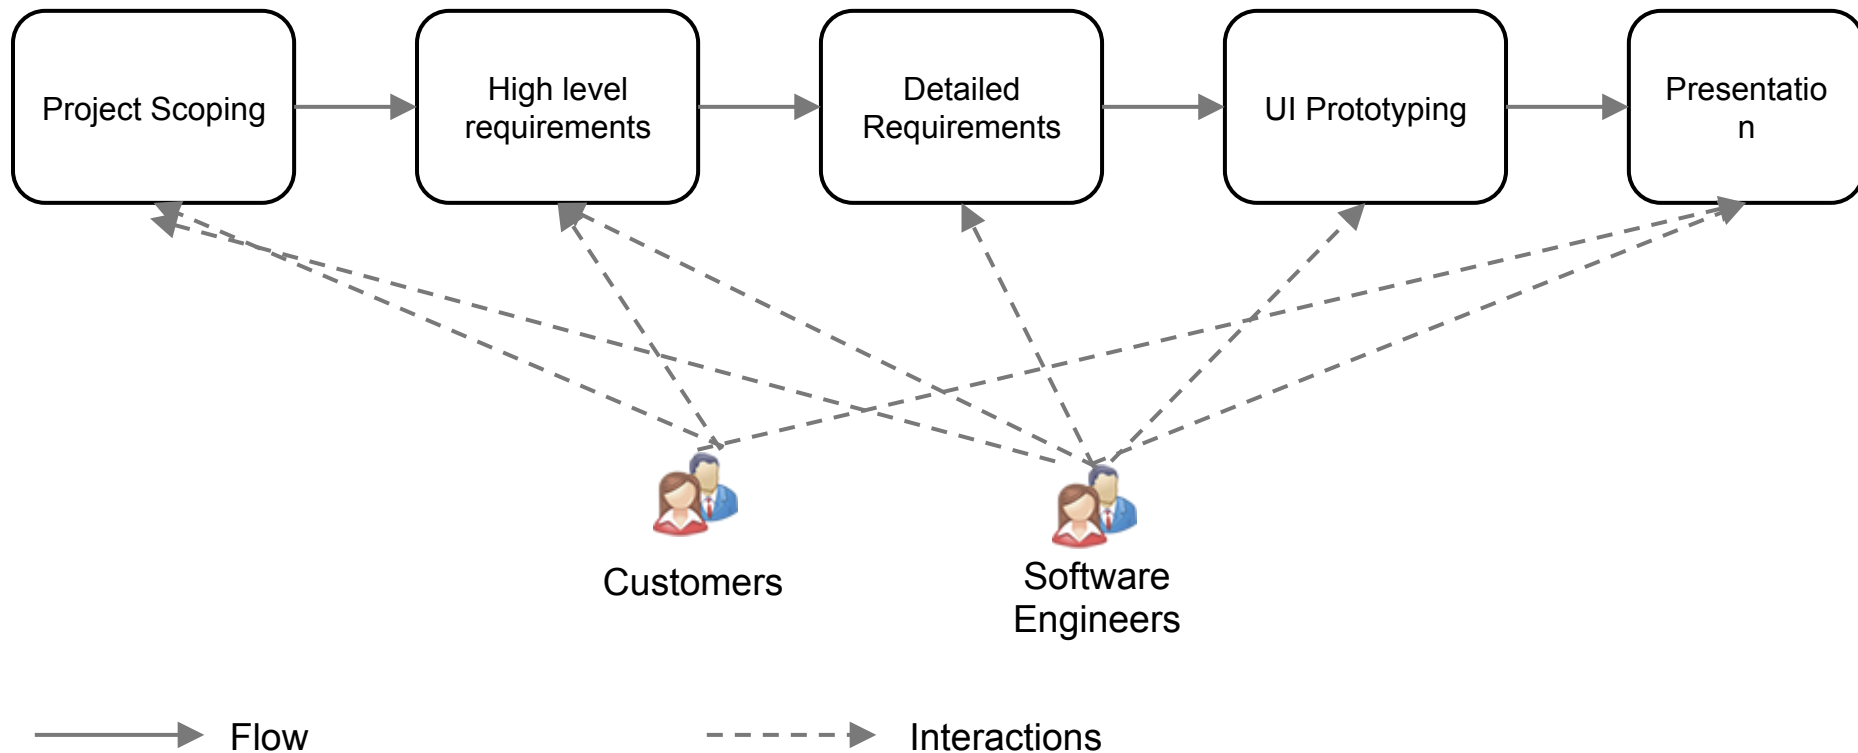 Project Scoping
High level
requirements
Detailed
Requirements
UI Prototyping
Presentatio
n
Customers
Software
Engineers
Flow
Interactions